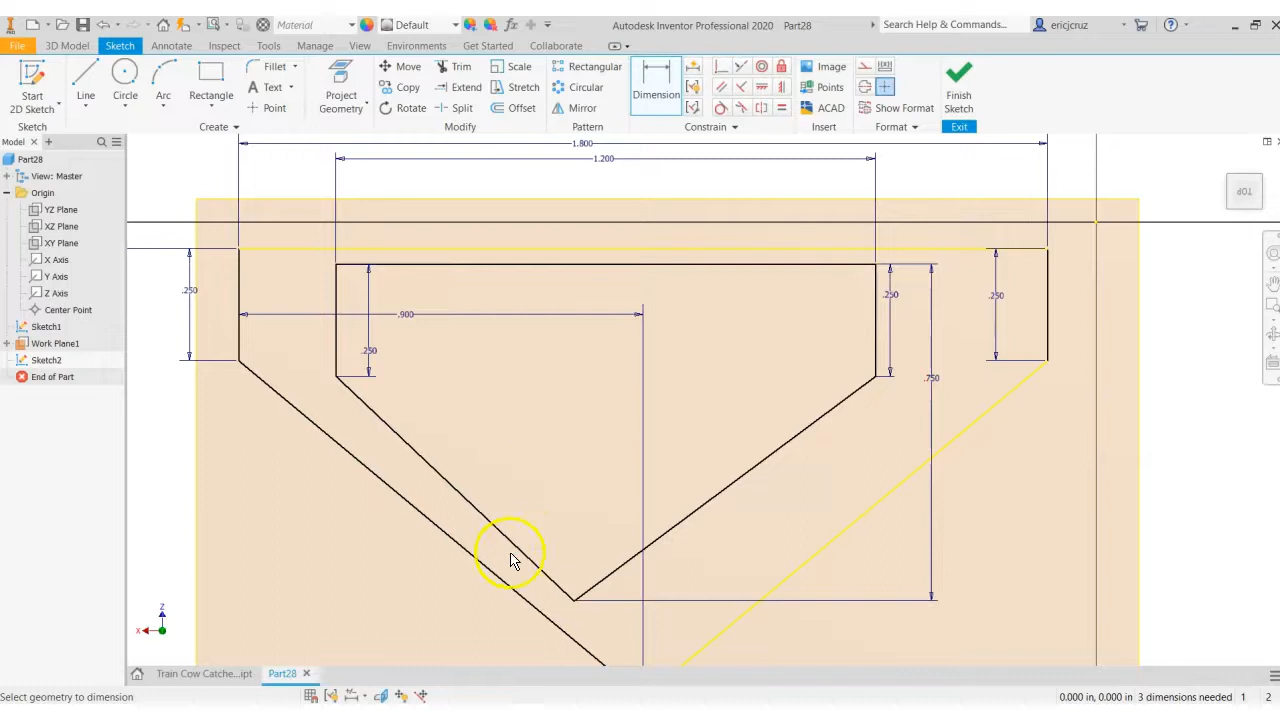 Material Default Autodesk Inventor Professional 2020 Part28 Search Help & Commands... ericjcruz
File 3D Model Sketch Annotate Inspect Tools Manage View Environments Get Started Collaborate
Start 2D Sketch
Line
Circle
Arc
Rectangle
Fillet
Text
Point
Project Geometry
Move Trim Scale
Copy Extend Stretch
Rotate Split Offset
Rectangular
Circular
Mirror
Dimension
Image
Points
ACAD
Show Format
Finish Sketch
Sketch Create Modify Pattern Constrain Insert Format Exit
Model
Part28
View: Master
Origin
YZ Plane
XZ Plane
XY Plane
X Axis
Y Axis
Z Axis
Center Point
Sketch1
Work Plane1
Sketch2
End of Part
1.800
1.200
.250
.900
.250
.250
.250
.750
TOP
Z
X
Train Cow Catche...ipt Part28
Select geometry to dimension
0.000 in, 0.000 in 3 dimensions needed 1 2